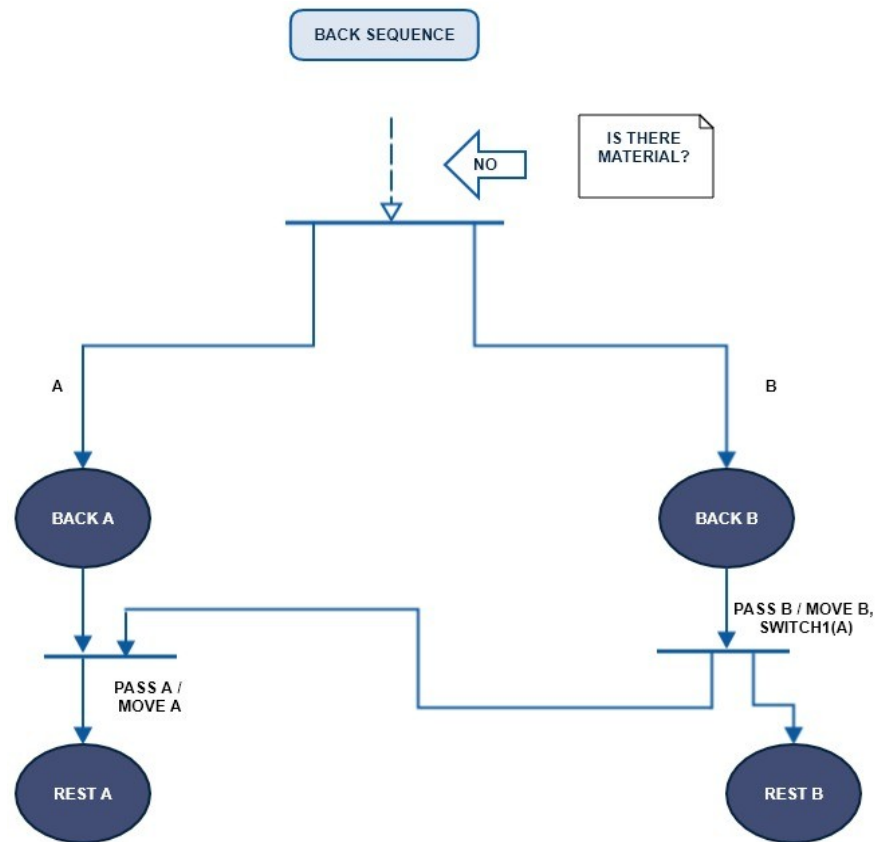 BACK SEQUENCE
IS THERE
MATERIAL?
NO
A
B
BACK A
BACK B
PASS B / MOVE B,
SWITCH1(A)
PASS A /
MOVE A
REST A
REST B